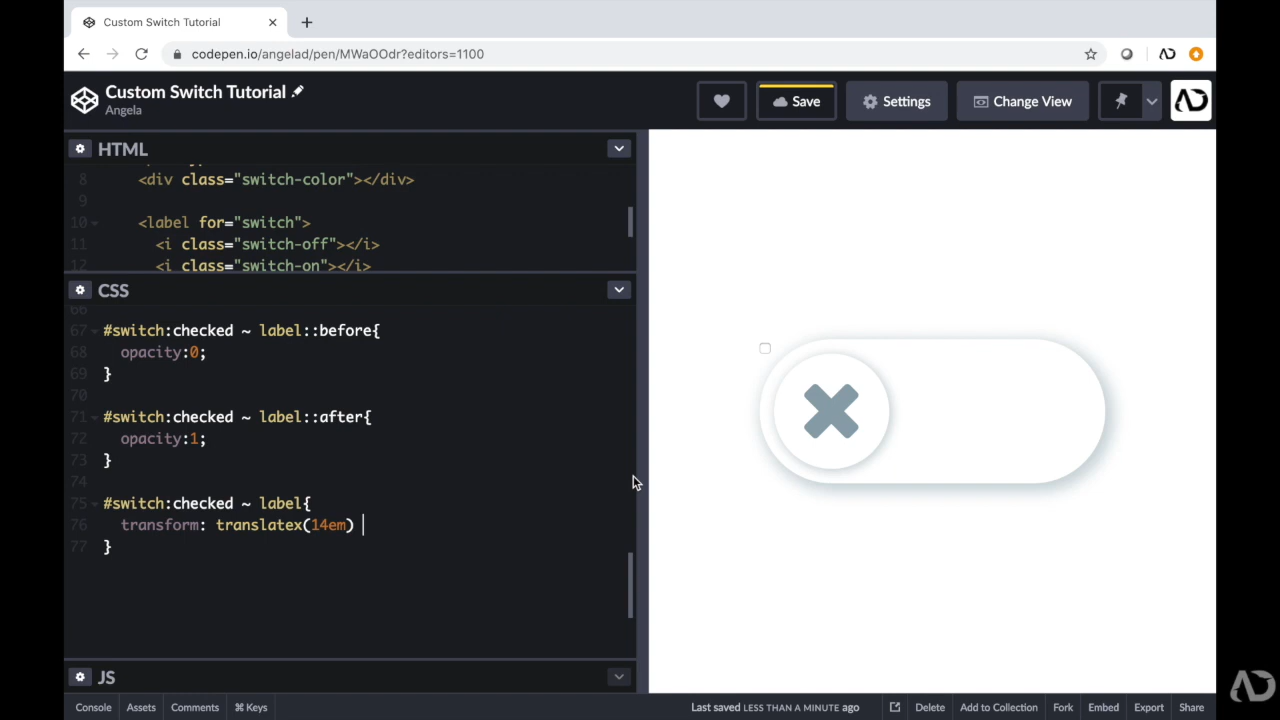 Custom Switch Tutorial
codepen.io/angelad/pen/MWaOOdr?editors=1100
Custom Switch Tutorial
Angela
Save
Settings
Change View
HTML
8 <div class="switch-color"></div>
9
10 <label for="switch">
11 <i class="switch-off"></i>
12 <i class="switch-on"></i>
CSS
66
67 #switch:checked ~ label::before{
68 opacity:0;
69 }
70
71 #switch:checked ~ label::after{
72 opacity:1;
73 }
74
75 #switch:checked ~ label{
76 transform: translatex(14em)
77 }
JS
Console Assets Comments ⌘ Keys
Last saved LESS THAN A MINUTE ago
Delete Add to Collection Fork Embed Export Share